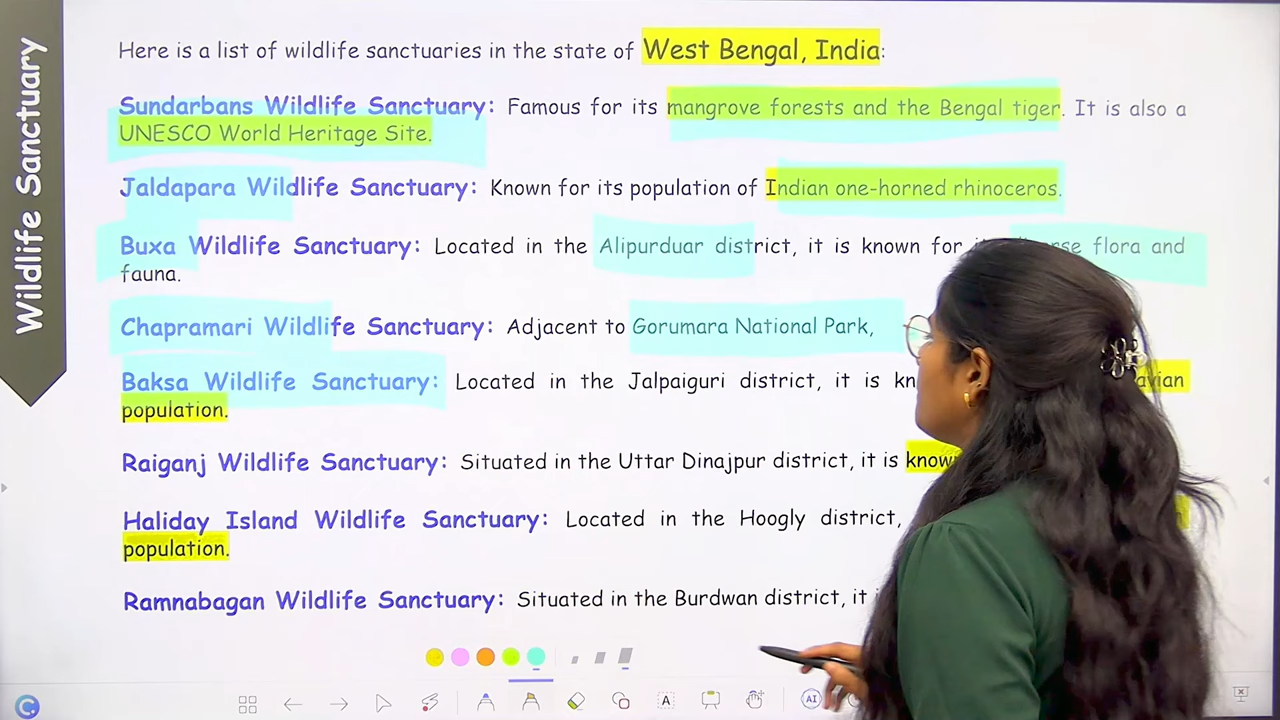 Wildlife Sanctuary
Here is a list of wildlife sanctuaries in the state of West Bengal, India:
Sundarbans Wildlife Sanctuary: Famous for its mangrove forests and the Bengal tiger. It is also a
UNESCO World Heritage Site.
Jaldapara Wildlife Sanctuary: Known for its population of Indian one-horned rhinoceros.
Buxa Wildlife Sanctuary: Located in the Alipurduar district, it is known for flora and
fauna.
Chapramari Wildlife Sanctuary: Adjacent to Gorumara National Park,
Baksa Wildlife Sanctuary: Located in the Jalpaiguri district, it is avian
population.
Raiganj Wildlife Sanctuary: Situated in the Uttar Dinajpur district, it is
Haliday Island Wildlife Sanctuary: Located in the Hoogly district,
population.
Ramnabagan Wildlife Sanctuary: Situated in the Burdwan district, it
A
AI